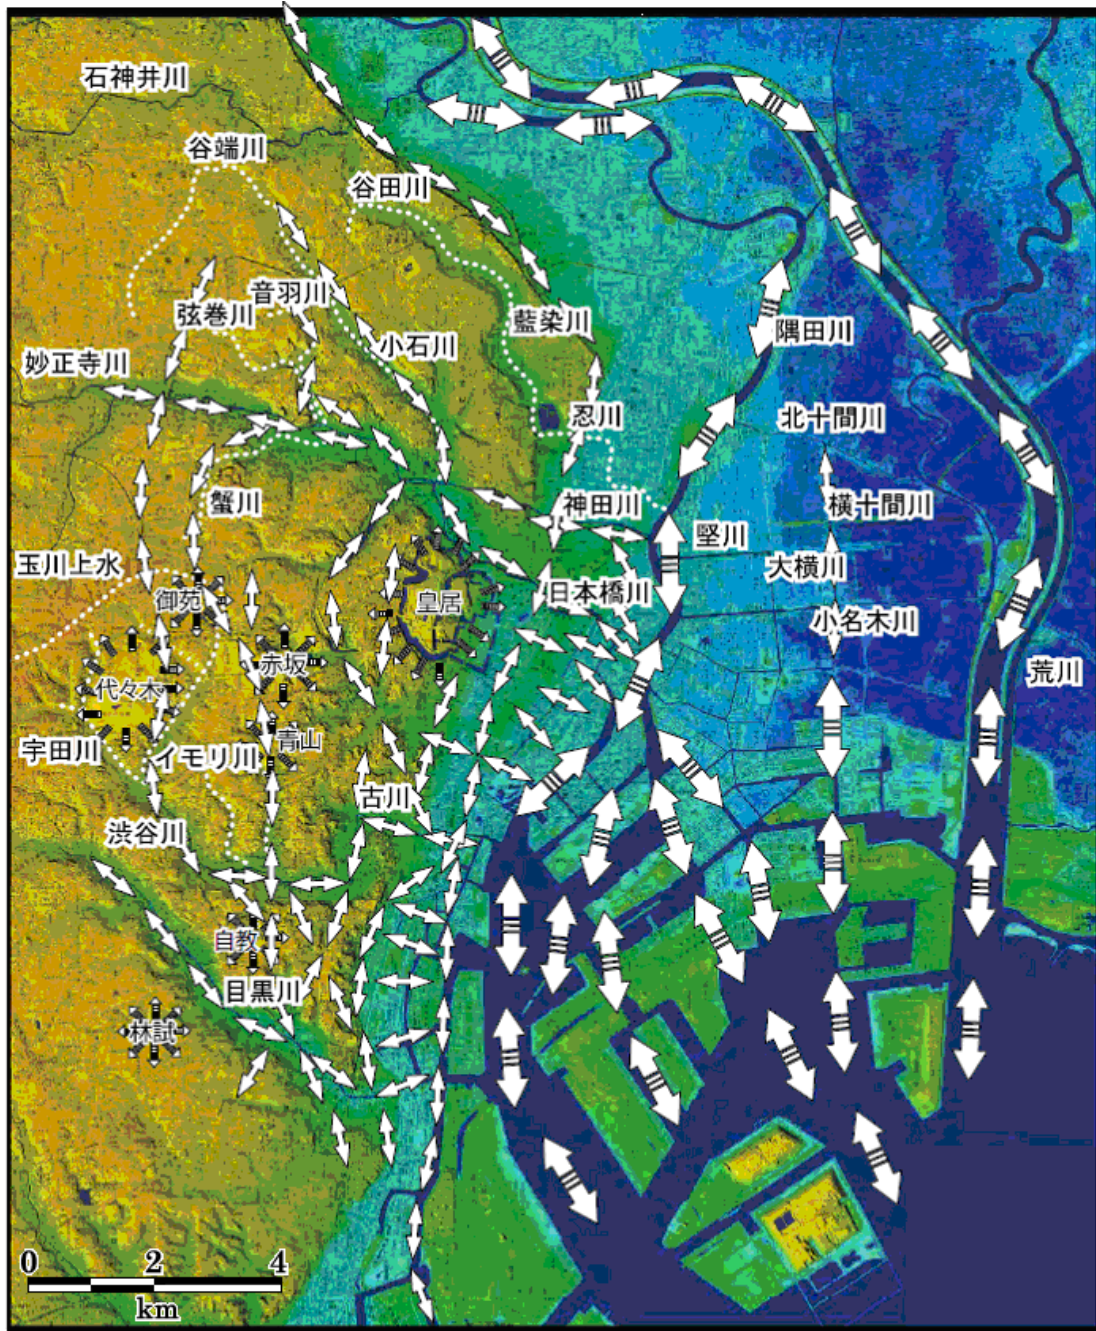 石神井川
谷端川
谷田川
音羽川
弦巻川
藍染川
隅田川
小石川
妙正寺川
忍川
北十間川
蟹川
神田川
横十間川
堅川
玉川上水
大横川
御苑
皇居
日本橋川
小名木川
赤坂
荒川
代々木
青山
宇田川
イモリ川
古川
渋谷川
自教
目黒川
林試
0 2 4
km